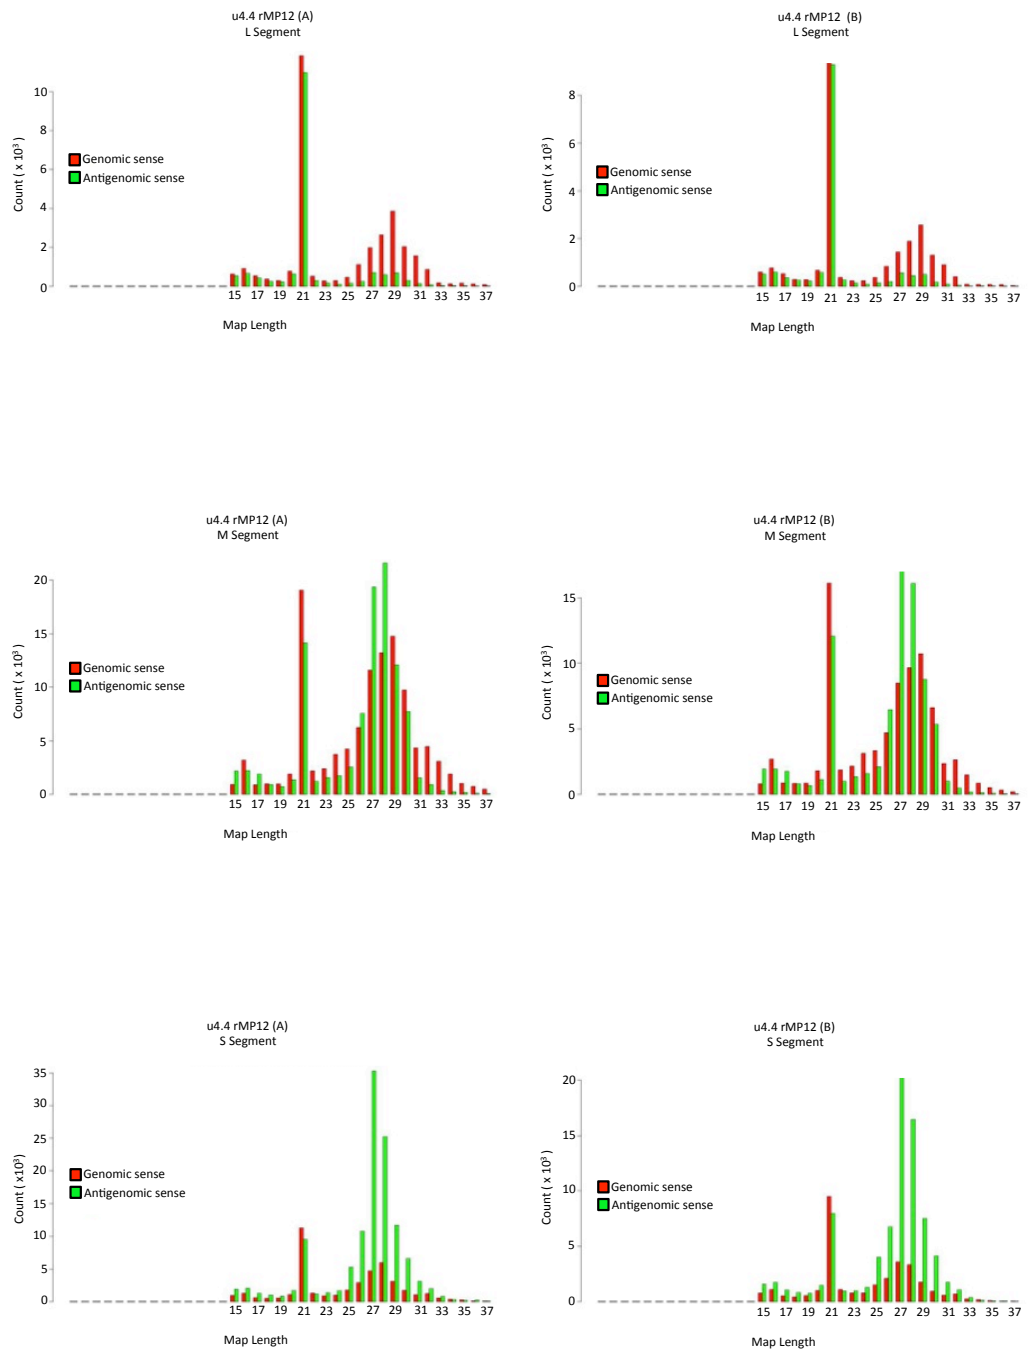 u4.4 rMP12 (A)
L Segment
10
8
6
4
2
0
Count ( x 10³ )
Genomic sense
Antigenomic sense
15 17 19 21 23 25 27 29 31 33 35 37
Map Length
u4.4 rMP12 (B)
L Segment
8
6
4
2
0
Count ( x 10³ )
Genomic sense
Antigenomic sense
15 17 19 21 23 25 27 29 31 33 35 37
Map Length
u4.4 rMP12 (A)
M Segment
20
15
10
5
0
Count ( x 10³ )
Genomic sense
Antigenomic sense
15 17 19 21 23 25 27 29 31 33 35 37
Map Length
u4.4 rMP12 (B)
M Segment
15
10
5
0
Count ( x 10³ )
Genomic sense
Antigenomic sense
15 17 19 21 23 25 27 29 31 33 35 37
Map Length
u4.4 rMP12 (A)
S Segment
35
30
25
20
15
10
5
0
Count ( x10³ )
Genomic sense
Antigenomic sense
15 17 19 21 23 25 27 29 31 33 35 37
Map Length
u4.4 rMP12 (B)
S Segment
20
15
10
5
0
Count ( x 10³ )
Genomic sense
Antigenomic sense
15 17 19 21 23 25 27 29 31 33 35 37
Map Length